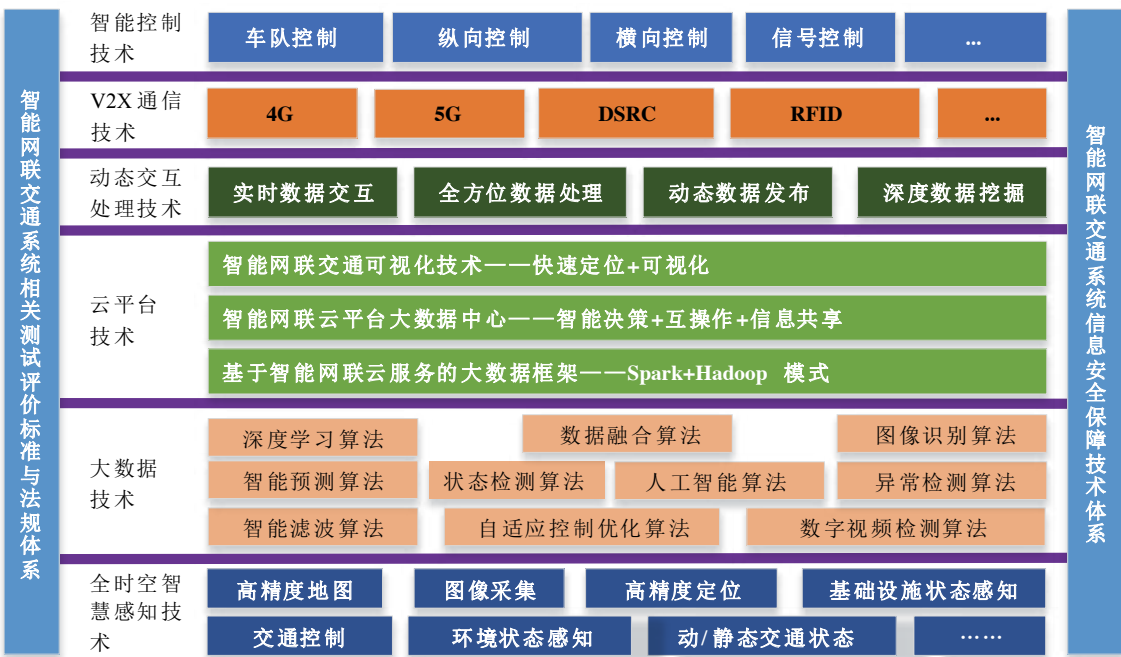 智能网联交通系统相关测试评价标准与法规体系
智能控制
技术
车队控制
纵向控制
横向控制
信号控制
...
V2X通信
技术
4G
5G
DSRC
RFID
...
动态交互
处理技术
实时数据交互
全方位数据处理
动态数据发布
深度数据挖掘
云平台
技术
智能网联交通可视化技术——快速定位+可视化
智能网联云平台大数据中心——智能决策+互操作+信息共享
基于智能网联云服务的大数据框架——Spark+Hadoop 模式
大数据
技术
深度学习算法
数据融合算法
图像识别算法
智能预测算法
状态检测算法
人工智能算法
异常检测算法
智能滤波算法
自适应控制优化算法
数字视频检测算法
全时空智
慧感知技
术
高精度地图
图像采集
高精度定位
基础设施状态感知
交通控制
环境状态感知
动/静态交通状态
……
智能网联交通系统信息安全保障技术体系